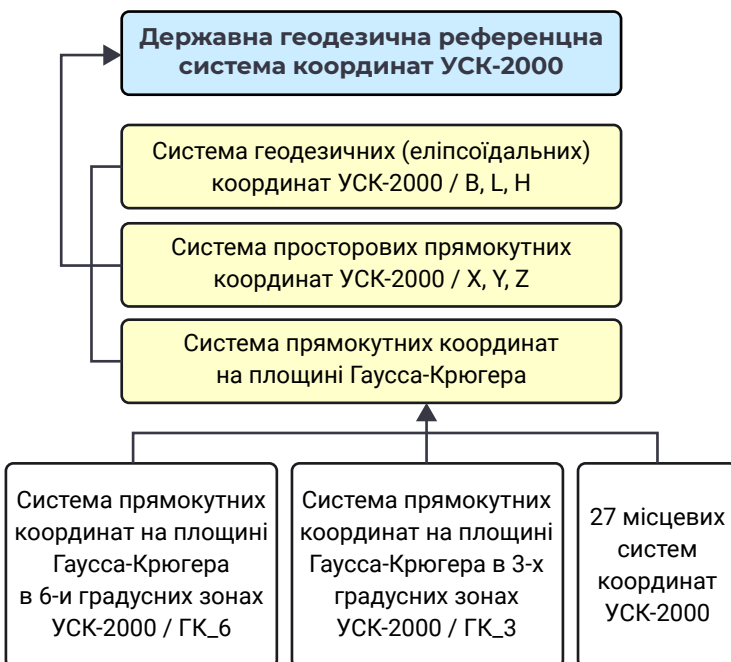 Державна геодезична референцна
система координат УСК-2000
Система геодезичних (еліпсоїдальних)
координат УСК-2000 / B, L, H
Система просторових прямокутних
координат УСК-2000 / X, Y, Z
Система прямокутних координат
на площині Гаусса-Крюгера
Система прямокутних
координат на площині
Гаусса-Крюгера
в 6-и градусних зонах
УСК-2000 / ГК_6
Система прямокутних
координат на площині
Гаусса-Крюгера в 3-х
градусних зонах
УСК-2000 / ГК_3
27 місцевих
систем
координат
УСК-2000